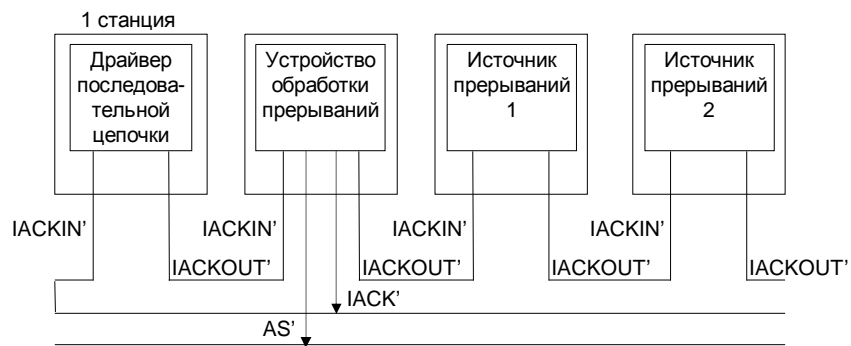 1 станция
Драйвер
последова-
тельной
цепочки
Устройство
обработки
прерываний
Источник
прерываний
1
Источник
прерываний
2
IACKIN’
IACKIN’
IACKIN’
IACKIN’
IACKOUT’
IACKOUT’
IACKOUT’
IACKOUT’
IACK’
AS’